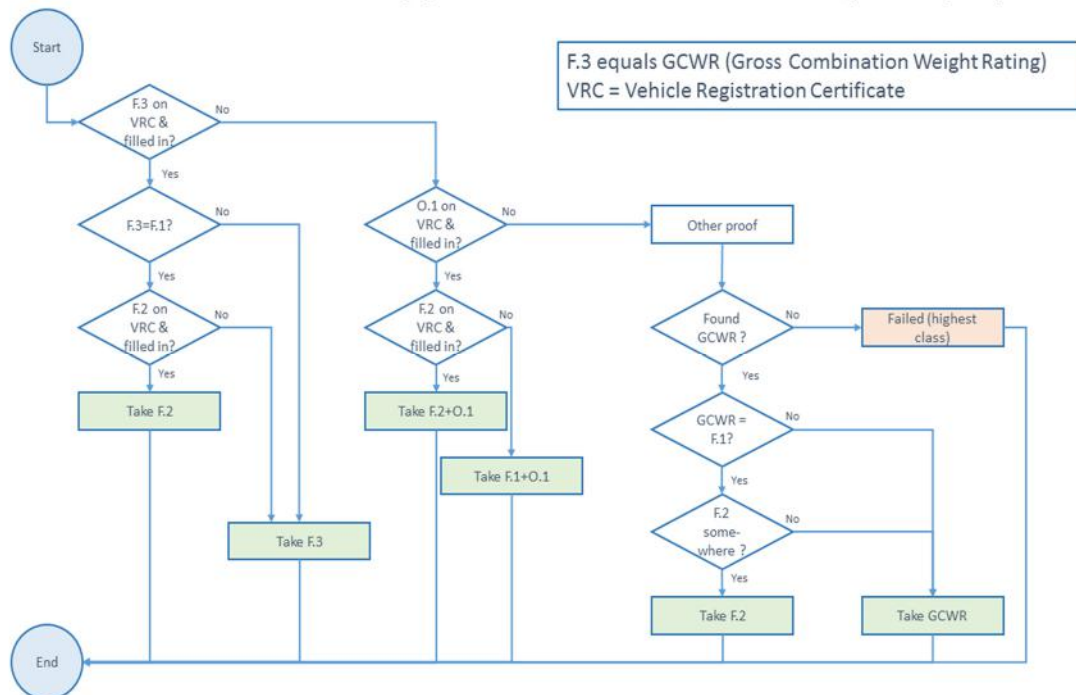 Start
F.3 equals GCWR (Gross Combination Weight Rating)
VRC = Vehicle Registration Certificate
F.3 on
VRC &
filled in?
No
Yes
F.3=F.1?
No
Yes
F.2 on
VRC &
filled in?
No
Yes
Take F.2
Take F.3
O.1 on
VRC &
filled in?
No
Yes
F.2 on
VRC &
filled in?
No
Yes
Take F.2+O.1
Take F.1+O.1
Other proof
Found
GCWR ?
No
Failed (highest
class)
Yes
GCWR =
F.1?
No
Yes
F.2
some-
where ?
No
Yes
Take F.2
Take GCWR
End